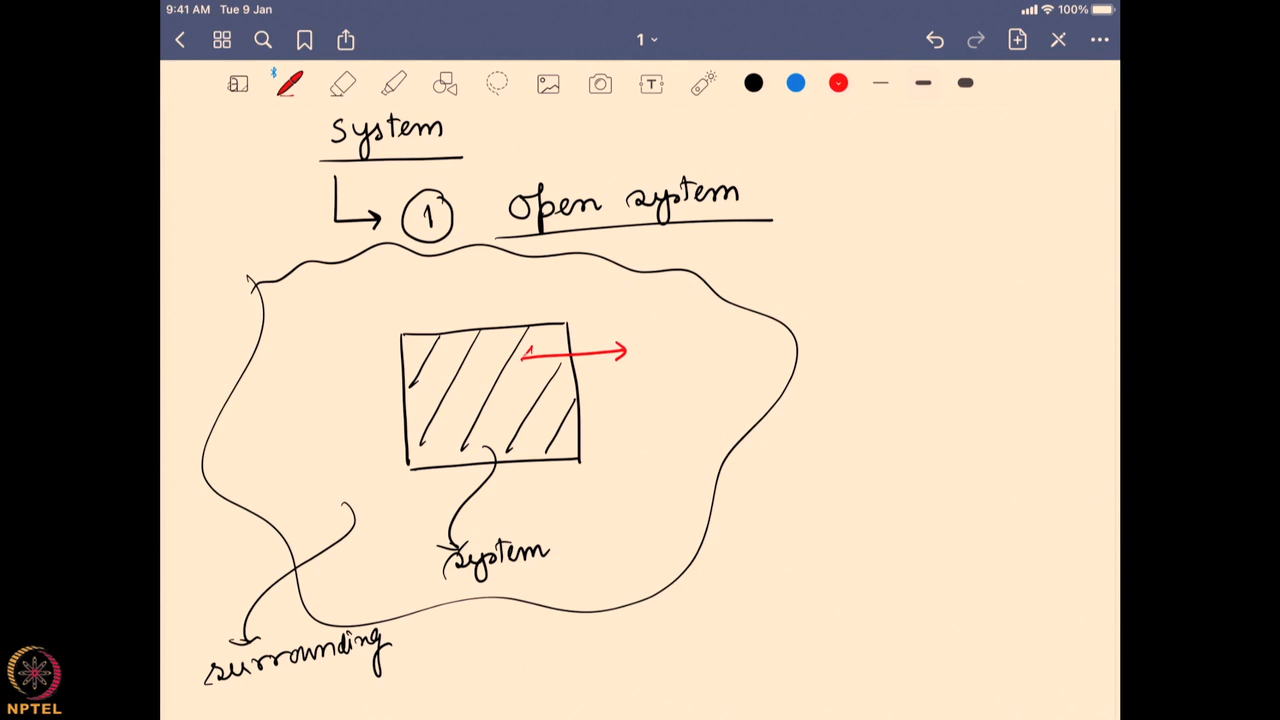 9:41 AM Tue 9 Jan
100%
1
T
system
1 open system
system
surrounding
NPTEL